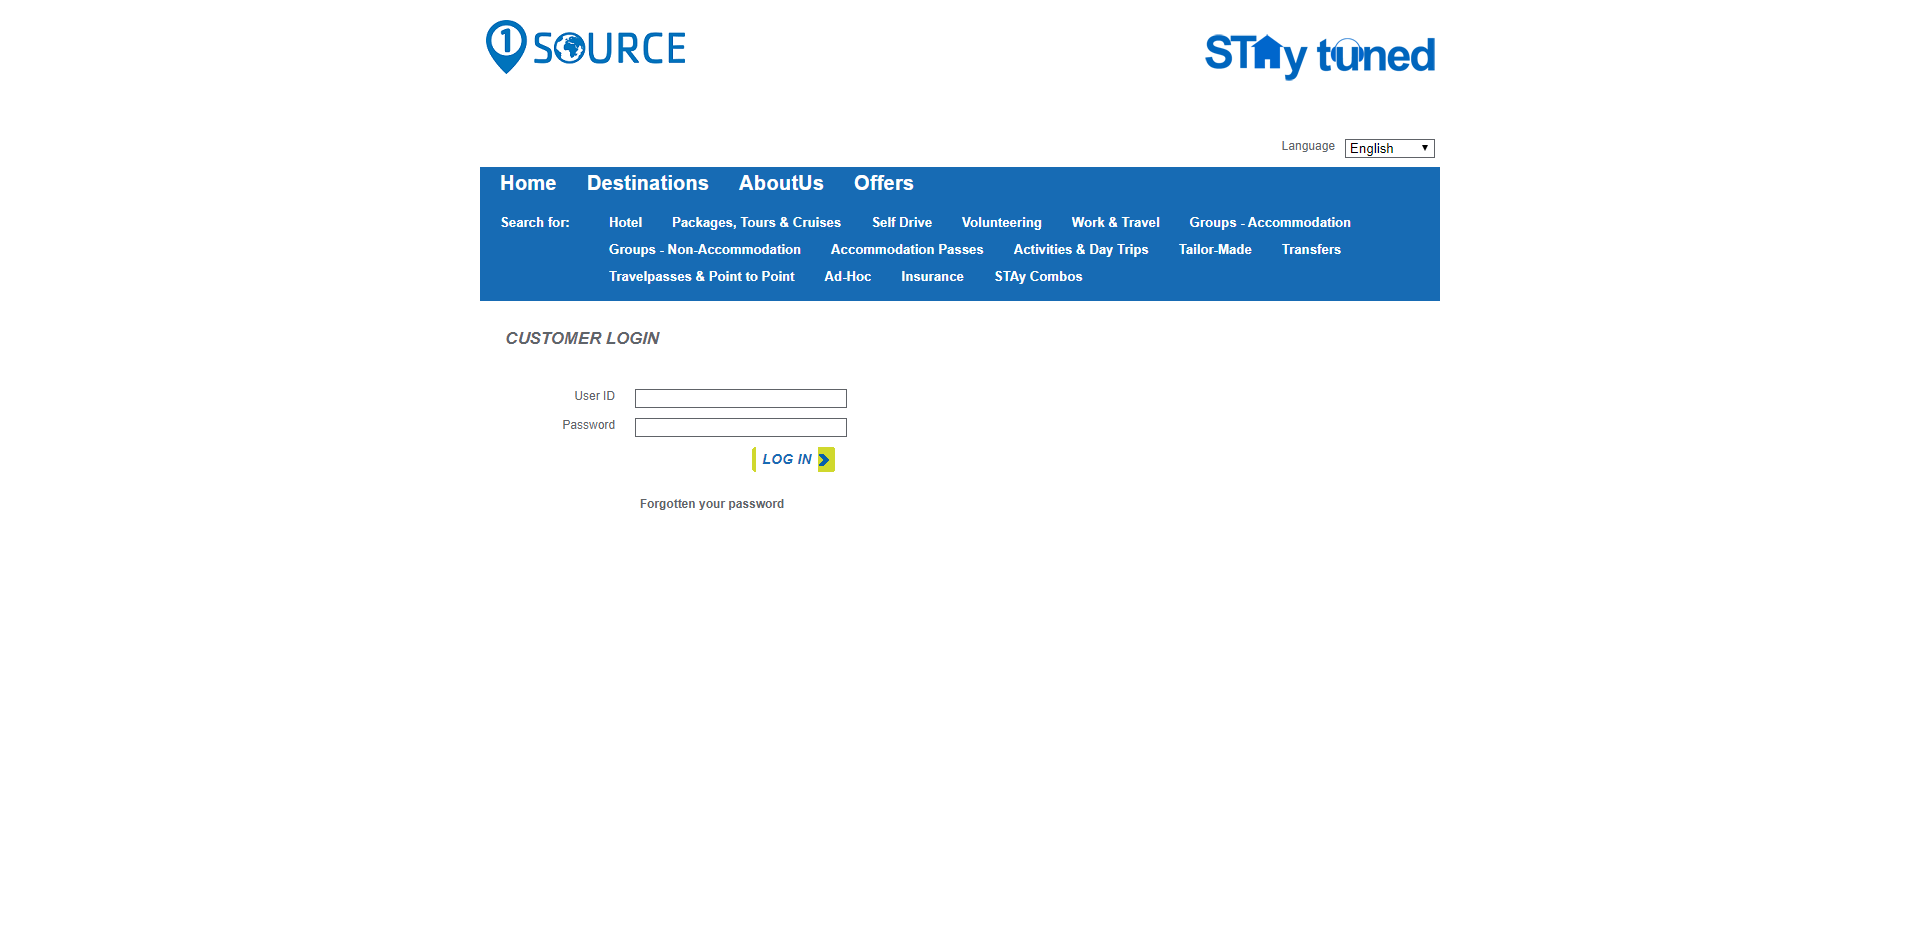 1 SOURCE
STAy tuned
Language English
Home Destinations AboutUs Offers
Search for: Hotel Packages, Tours & Cruises Self Drive Volunteering Work & Travel Groups - Accommodation
Groups - Non-Accommodation Accommodation Passes Activities & Day Trips Tailor-Made Transfers
Travelpasses & Point to Point Ad-Hoc Insurance STAy Combos
CUSTOMER LOGIN
User ID
Password
LOG IN
Forgotten your password